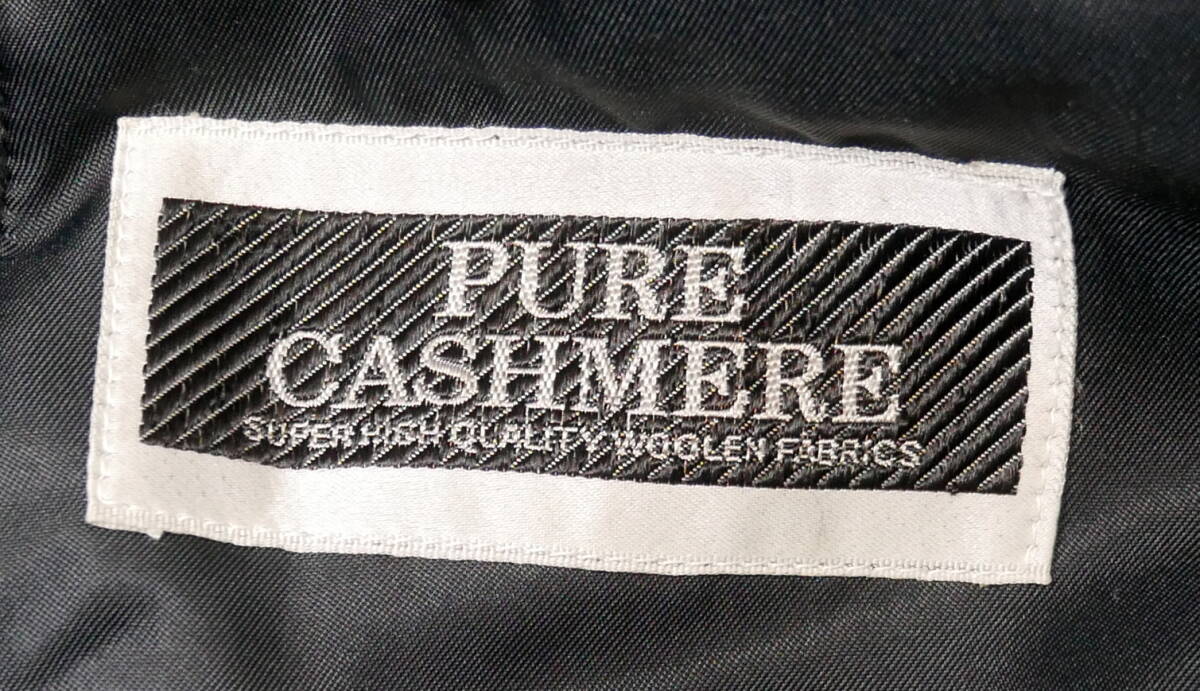 PURE
CASHMERE
SUPER HIGH QUALITY WOOLEN FABRICS